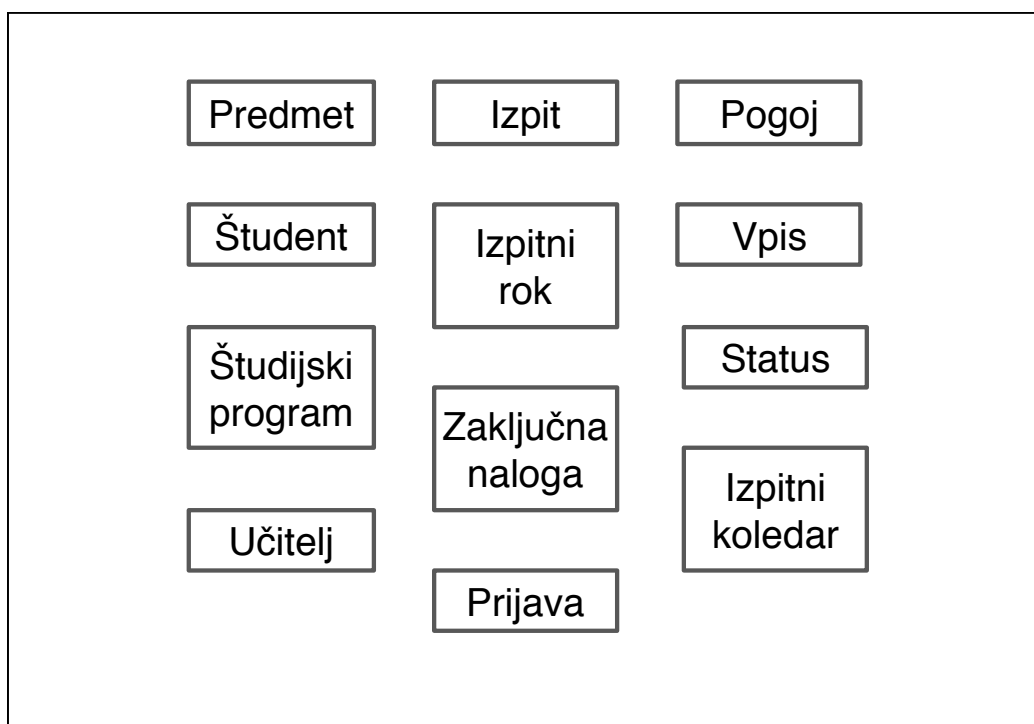 Predmet
Izpit
Pogoj
Študent
Izpitni
rok
Vpis
Študijski
program
Zaključna
naloga
Status
Učitelj
Izpitni
koledar
Prijava